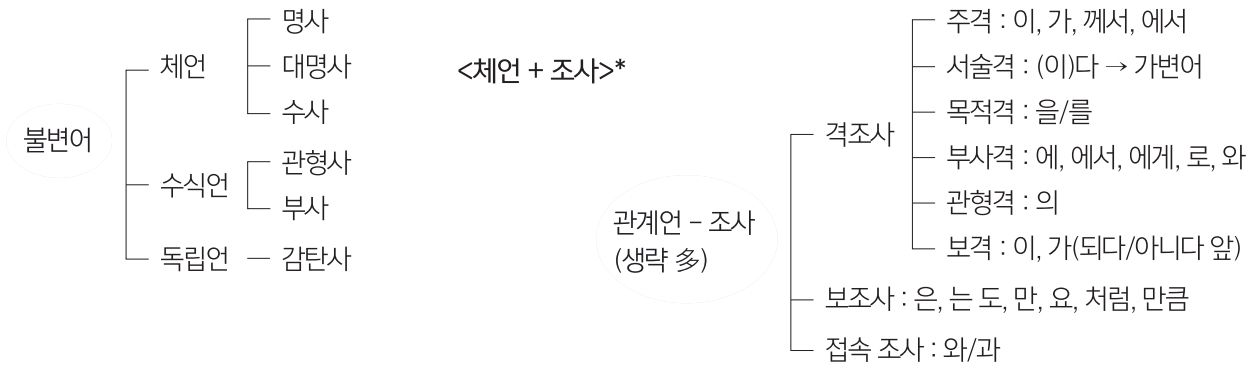 불변어
체언
명사
대명사
수사
수식언
관형사
부사
독립언
감탄사
<체언 + 조사>*
관계언 – 조사
(생략 多)
격조사
주격 : 이, 가, 께서, 에서
서술격 : (이)다 → 가변어
목적격 : 을/를
부사격 : 에, 에서, 에게, 로, 와
관형격 : 의
보격 : 이, 가(되다/아니다 앞)
보조사 : 은, 는 도, 만, 요, 처럼, 만큼
접속 조사 : 와/과